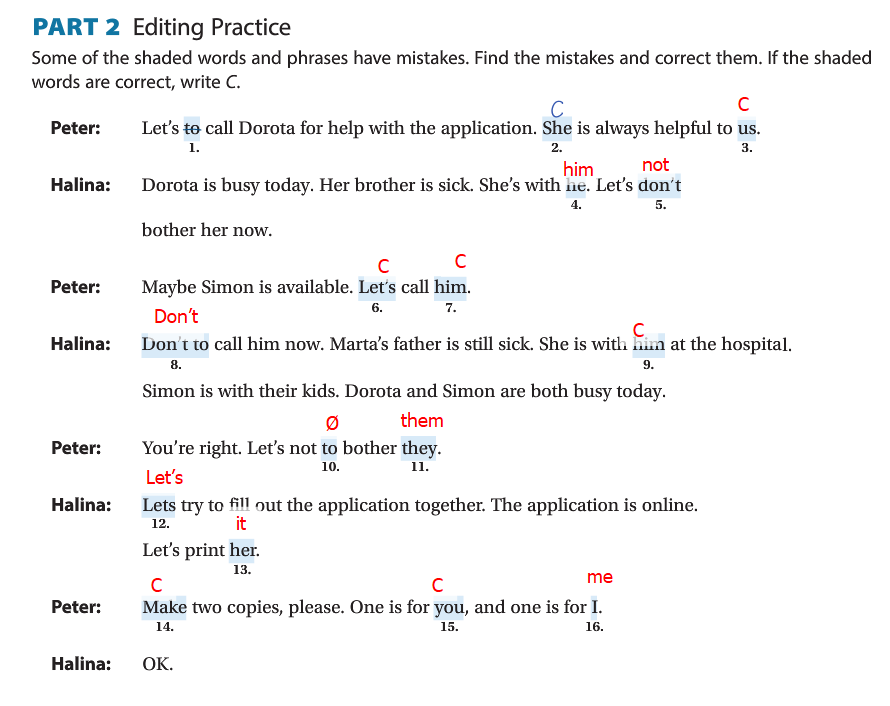 PART 2 Editing Practice
Some of the shaded words and phrases have mistakes. Find the mistakes and correct them. If the shaded
words are correct, write C.
C C
Peter: Let's to call Dorota for help with the application. She is always helpful to us.
1. 2. 3.
him not
Halina: Dorota is busy today. Her brother is sick. She's with he. Let's don't
4. 5.
bother her now.
C C
Peter: Maybe Simon is available. Let's call him.
6. 7.
Don't C
Halina: Don't to call him now. Marta's father is still sick. She is with him at the hospital.
8. 9.
Simon is with their kids. Dorota and Simon are both busy today.
Ø them
Peter: You're right. Let's not to bother they.
10. 11.
Let's
Halina: Lets try to fill out the application together. The application is online.
12. it
Let's print her.
13.
C C me
Peter: Make two copies, please. One is for you, and one is for I.
14. 15. 16.
Halina: OK.